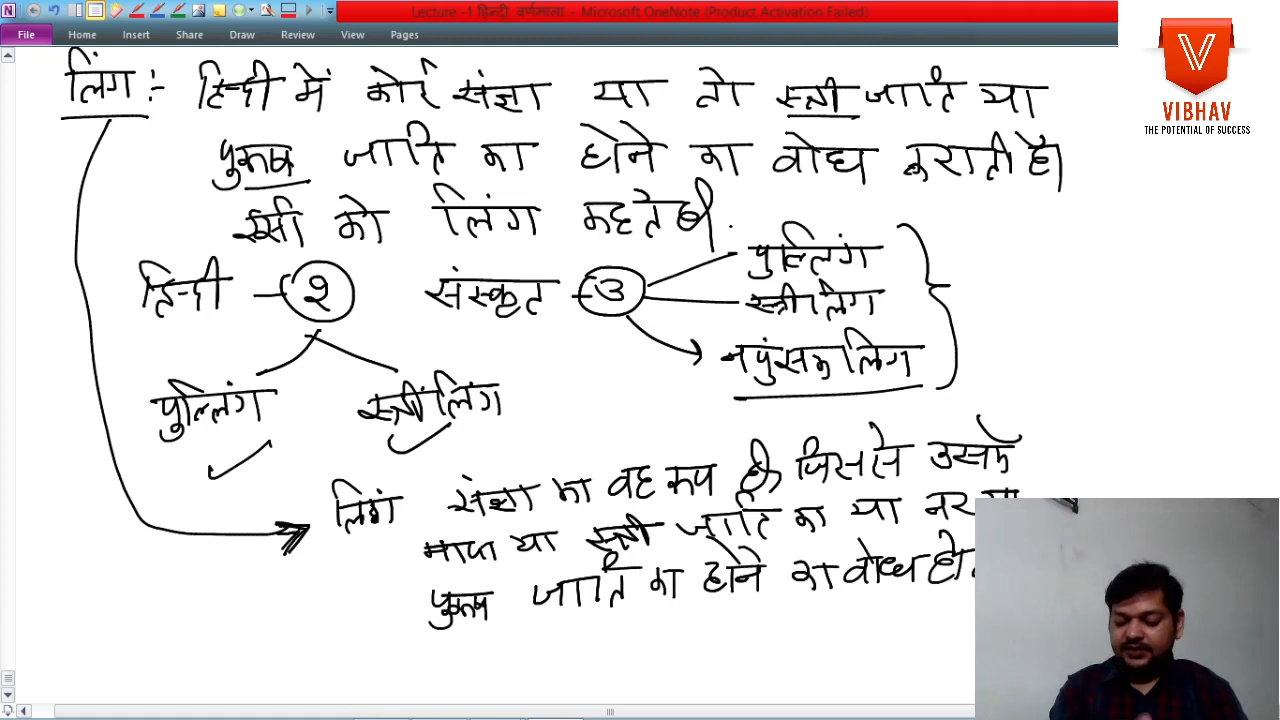 Lecture -1 हिन्दी वर्णमाला - Microsoft OneNote (Product Activation Failed)
File Home Insert Share Draw Review View Pages
VIBHAV
THE POTENTIAL OF SUCCESS
लिंग :- हिन्दी में कोई संज्ञा या तो स्त्री जाति या
पुरूष जाति का होने का बोध कराती है।
इसी को लिंग कहते है।
हिन्दी - २ संस्कृत - ३ पुल्लिंग
स्त्रीलिंग
नपुंसक लिंग
पुल्लिंग स्त्रीलिंग
लिंग संज्ञा का वह रूप है जिससे उसके
मादा या स्त्री जाति का या नर या
पुरूष जाति का होने का बोध